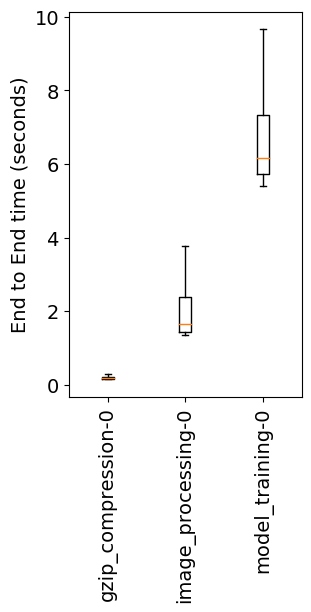 End to End time (seconds)
10
8
6
4
2
0
gzip_compression-0
image_processing-0
model_training-0